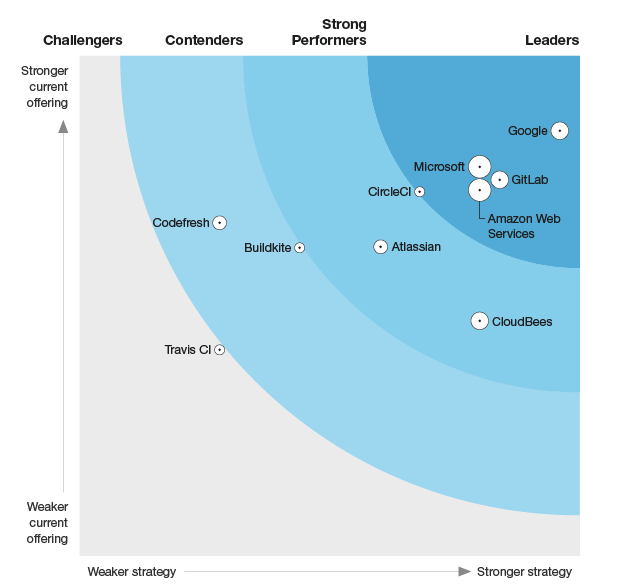 Challengers
Contenders
Strong
Performers
Leaders
Stronger
current
offering
Google
Microsoft
GitLab
CircleCI
Amazon Web
Services
Codefresh
Buildkite
Atlassian
CloudBees
Travis CI
Weaker
current
offering
Weaker strategy
Stronger strategy